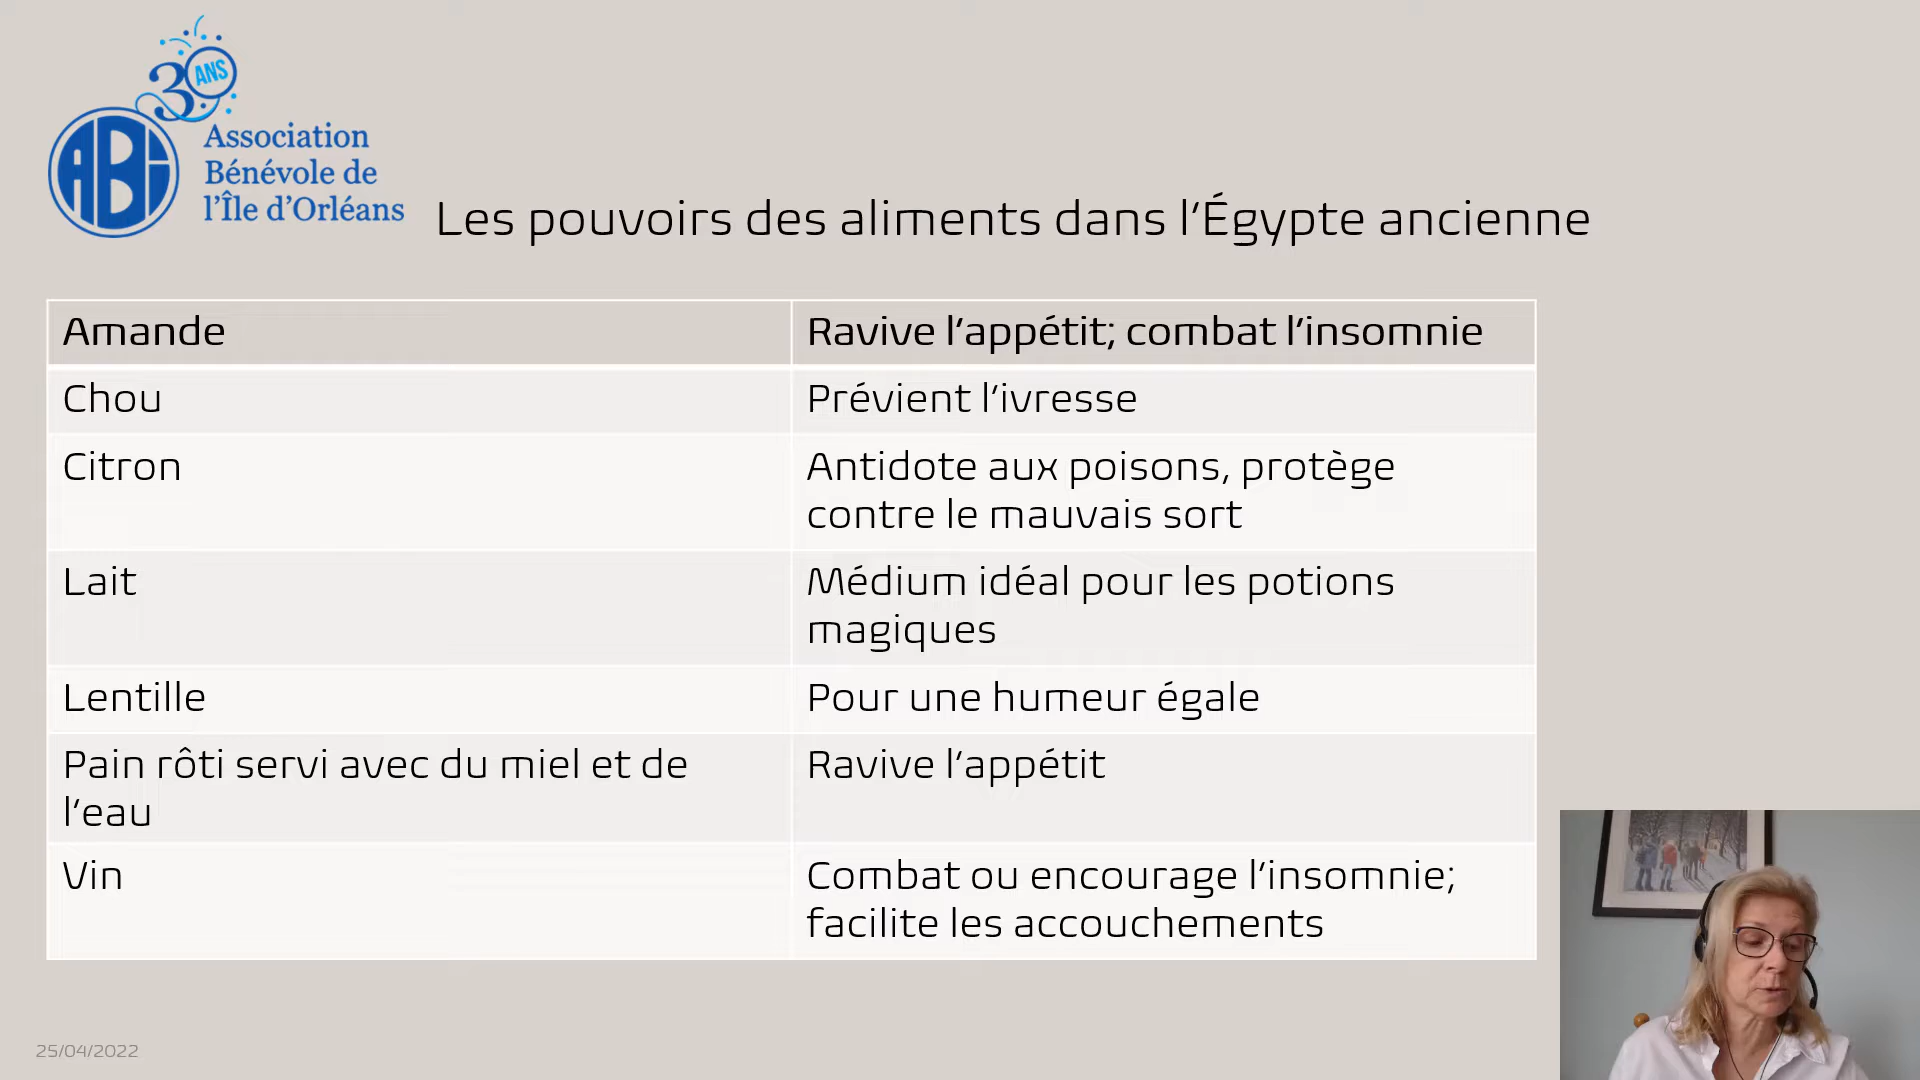 30 ANS
ABI
Association
Bénévole de
l'Île d'Orléans
Les pouvoirs des aliments dans l'Égypte ancienne
Amande
Ravive l'appétit; combat l'insomnie
Chou
Prévient l'ivresse
Citron
Antidote aux poisons, protège
contre le mauvais sort
Lait
Médium idéal pour les potions
magiques
Lentille
Pour une humeur égale
Pain rôti servi avec du miel et de
l'eau
Ravive l'appétit
Vin
Combat ou encourage l'insomnie;
facilite les accouchements
25/04/2022